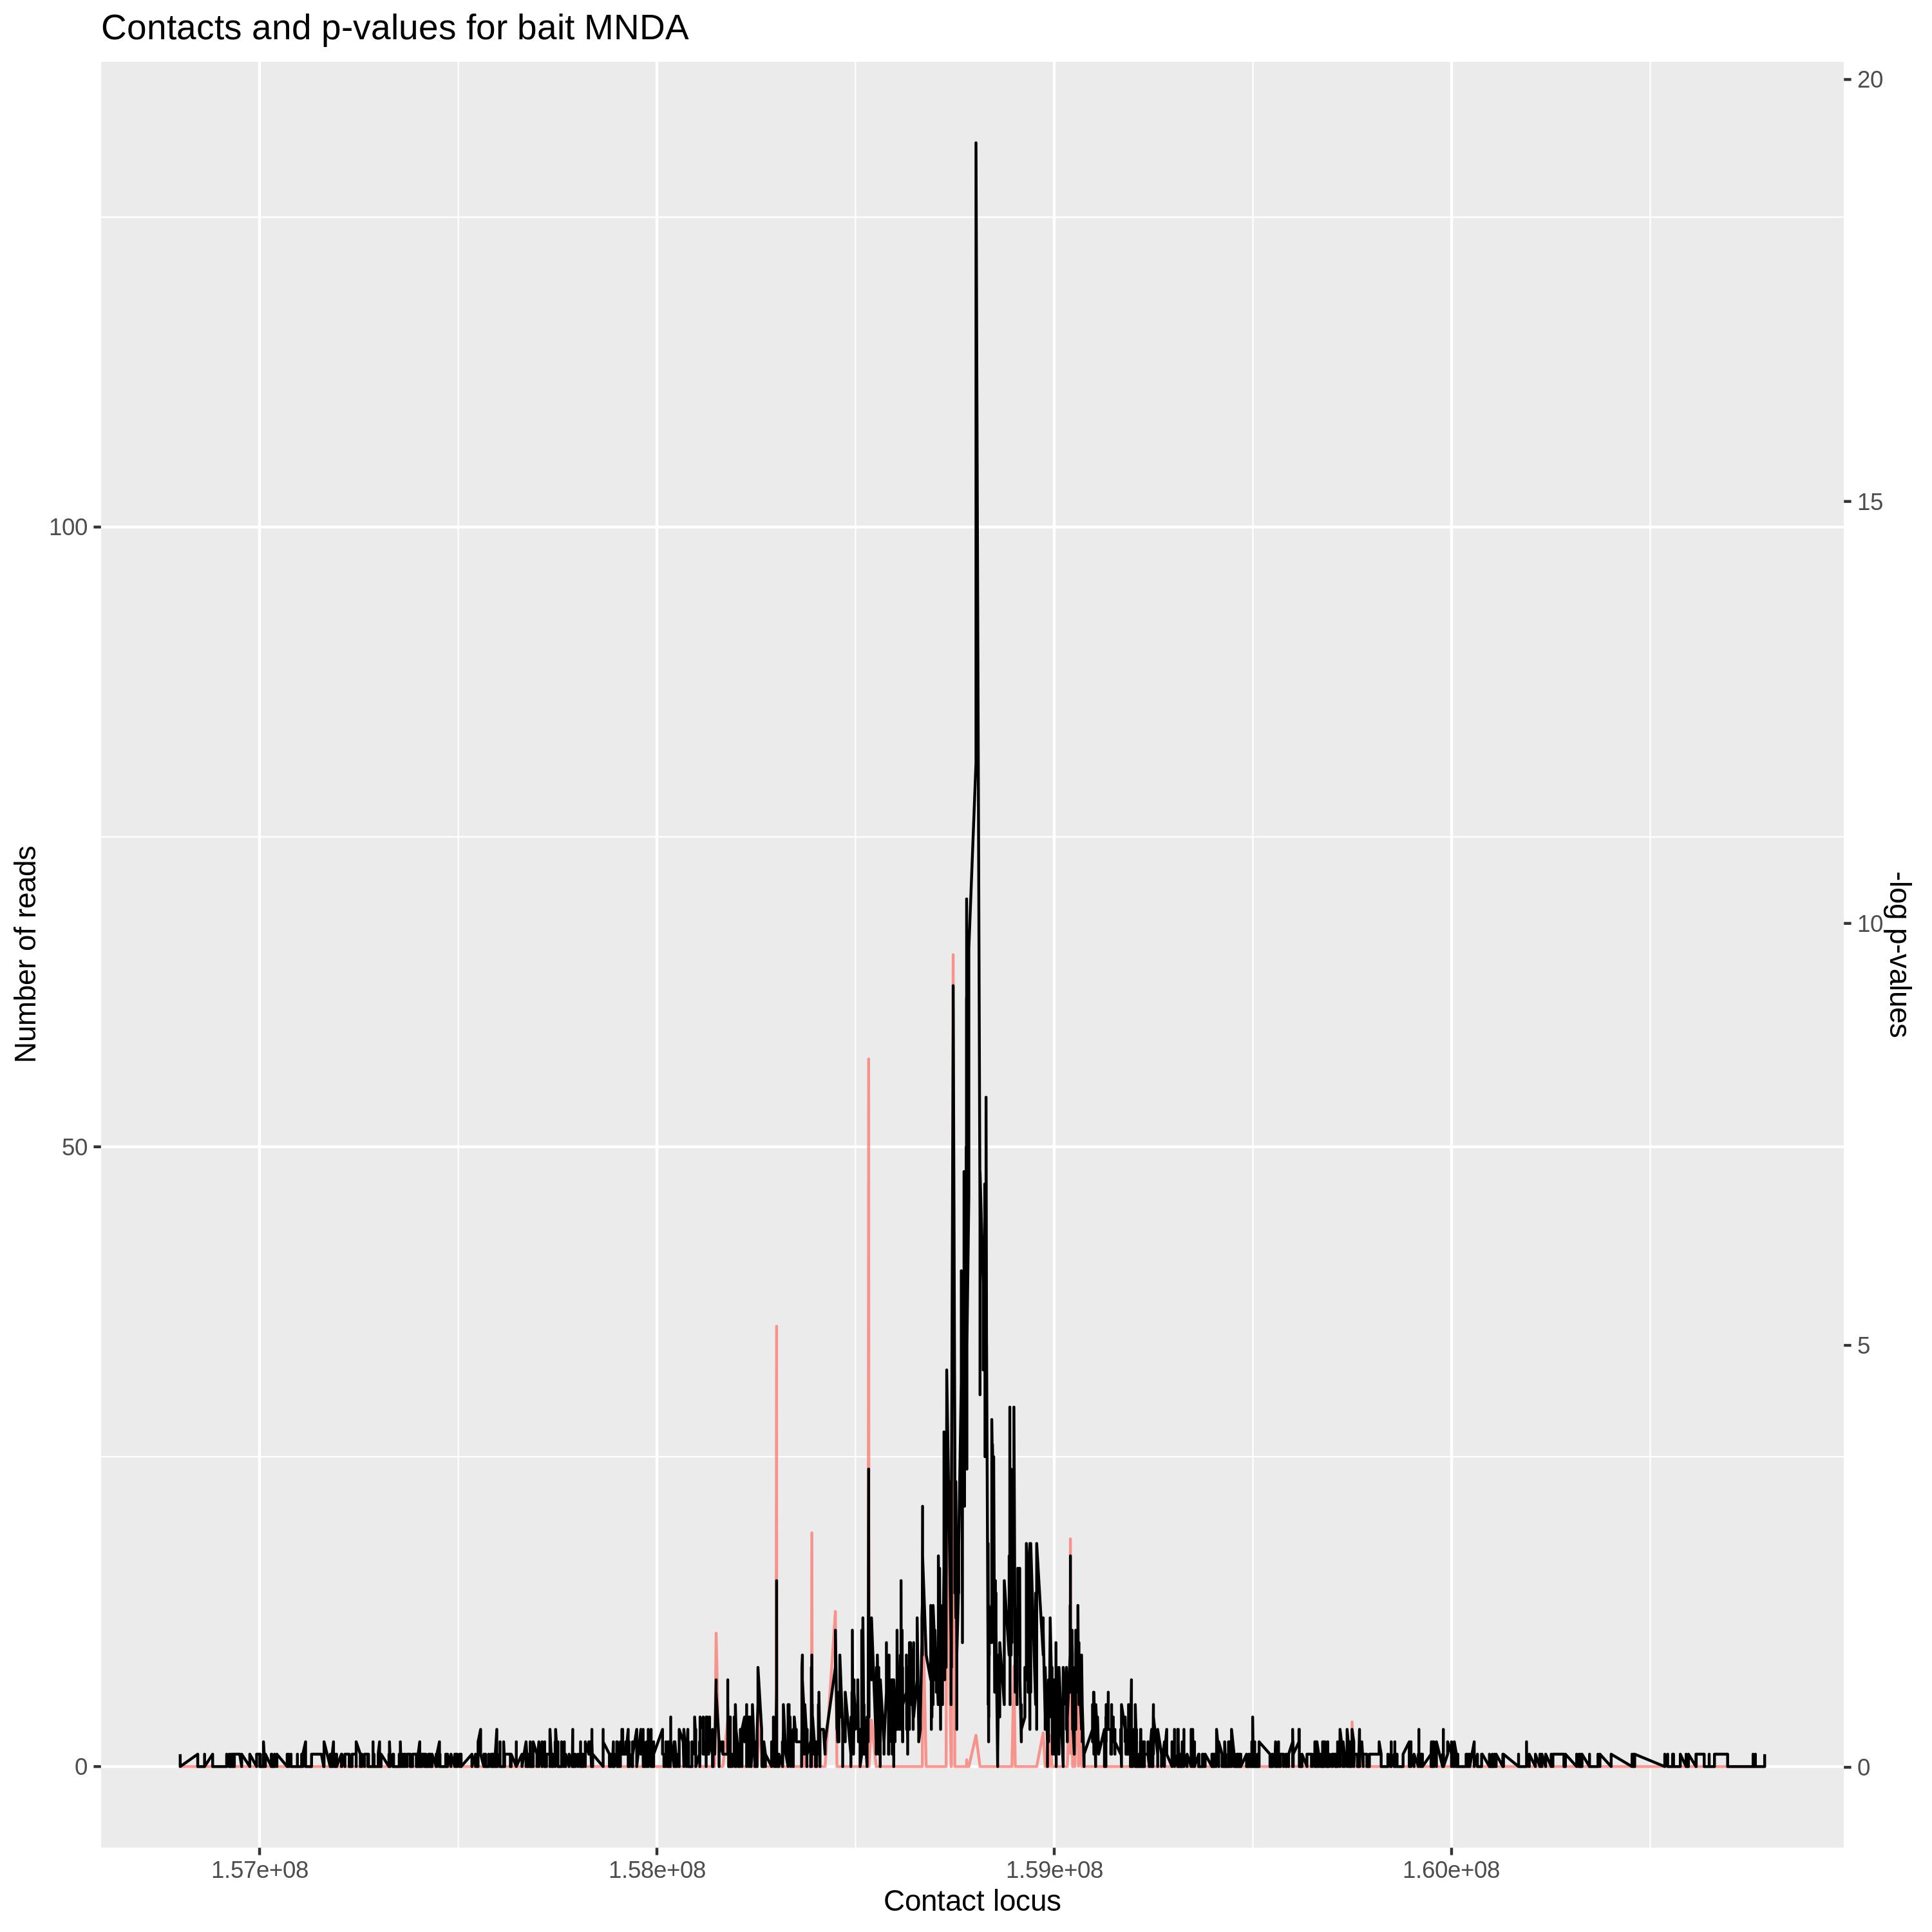 Contacts and p-values for bait MNDA
20
15
10
5
0
100
50
0
Number of reads
-log p-values
1.57e+08
1.58e+08
1.59e+08
1.60e+08
Contact locus